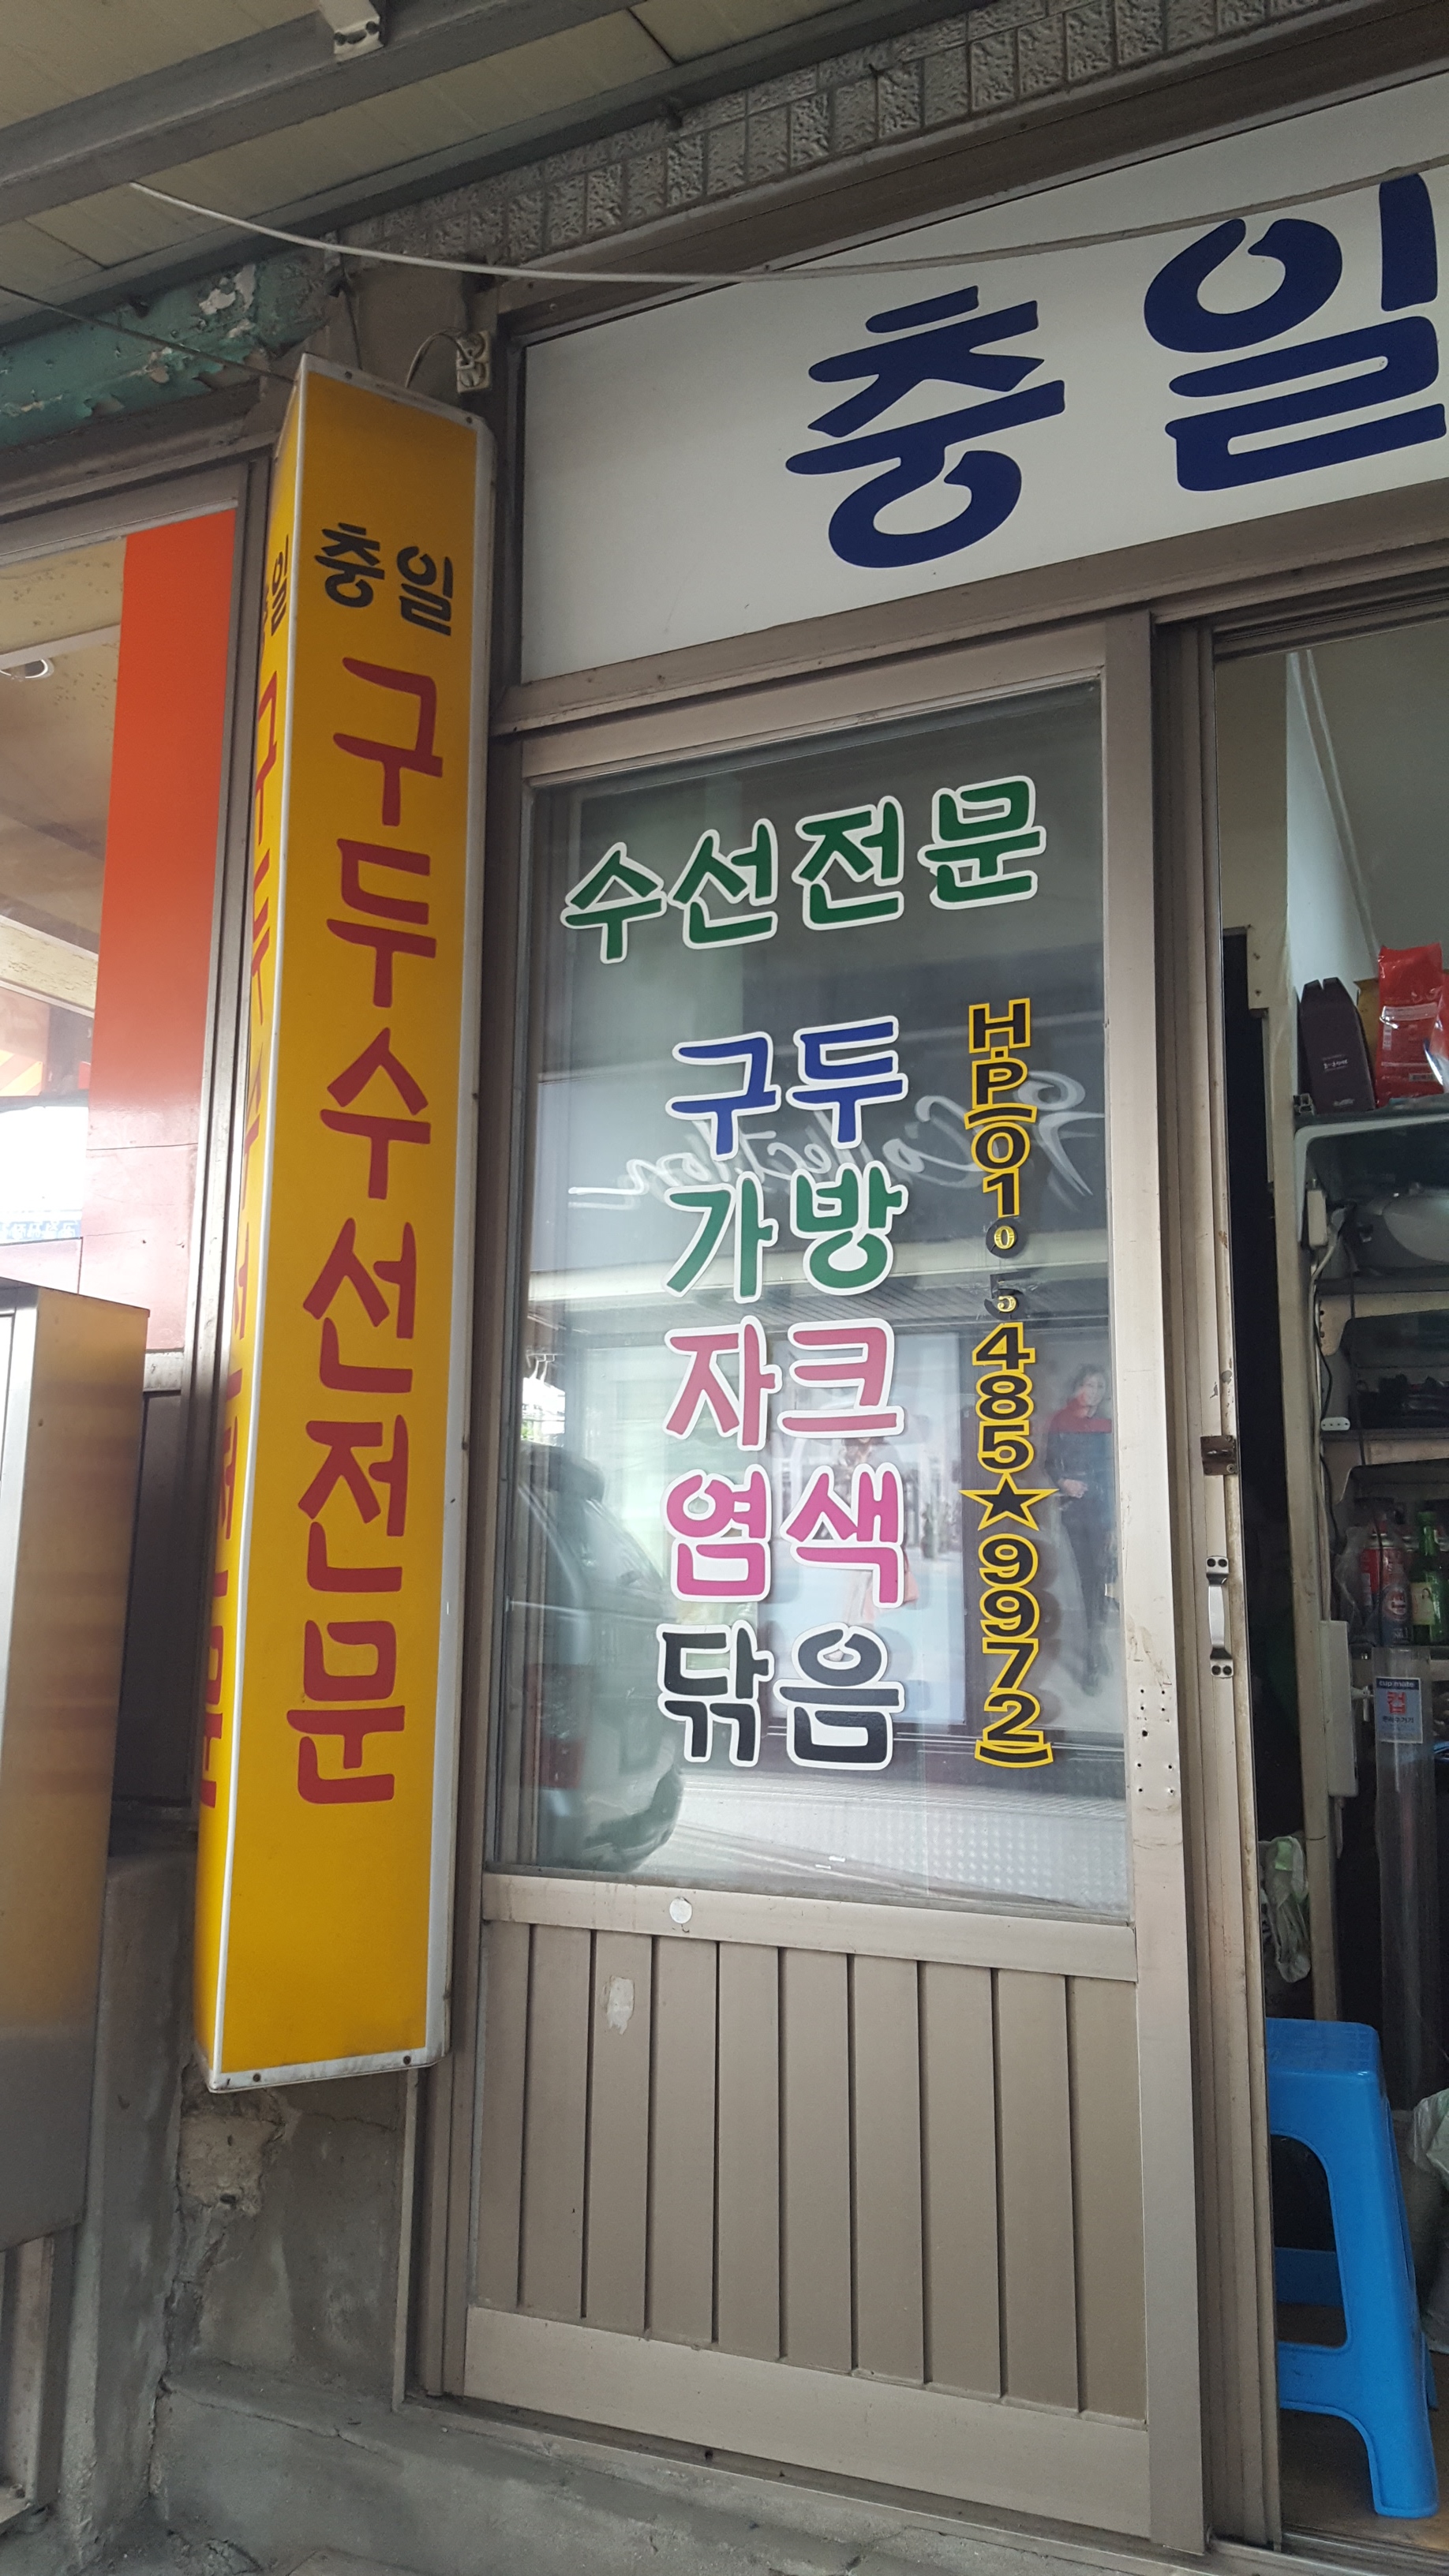 충일
충일
구두수선전문
수선전문
구두
가방
자크
염색
닦음
H.P(010 5485★9972)
Collection